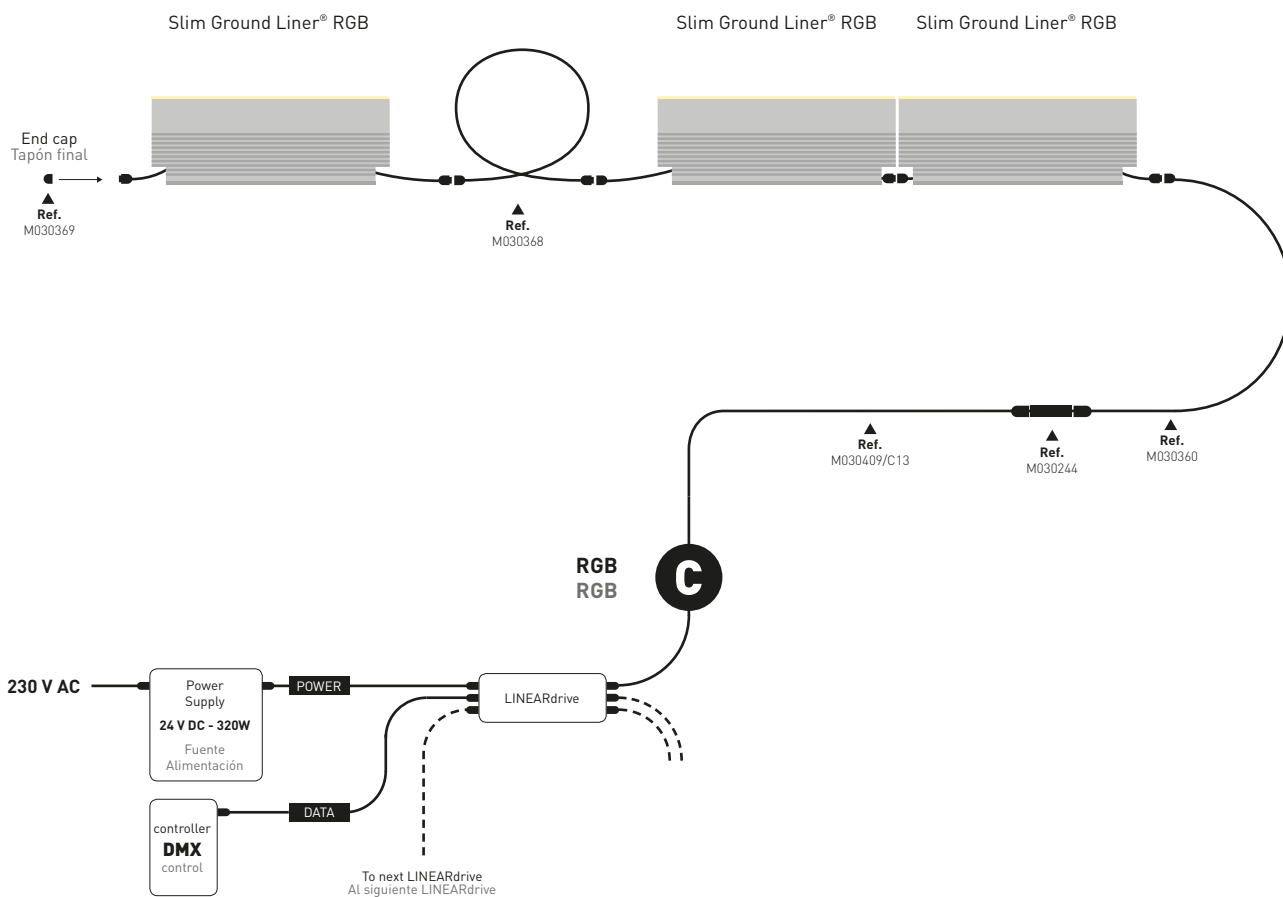 Slim Ground Liner® RGB
Slim Ground Liner® RGB
Slim Ground Liner® RGB
End cap
Tapón final
Ref.
M030369
Ref.
M030368
Ref.
M030409/C13
Ref.
M030244
Ref.
M030360
RGB
RGB
C
230 V AC
Power
Supply
24 V DC - 320W
Fuente
Alimentación
POWER
LINEARdrive
controller
DMX
control
DATA
To next LINEARdrive
Al siguiente LINEARdrive